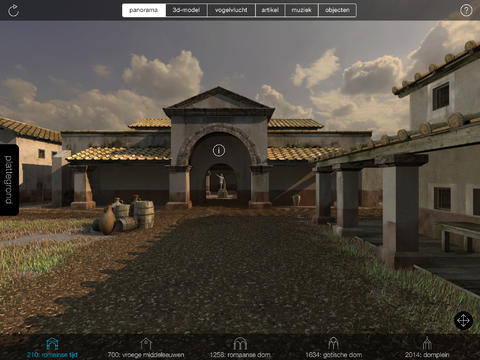 panorama
3d-model
vogelvlucht
artikel
muziek
objecten
?
i
plattegrond
210: romeinse tijd
700: vroege middeleeuwen
1258: romaanse dom
1634: gotische dom
2014: domplein